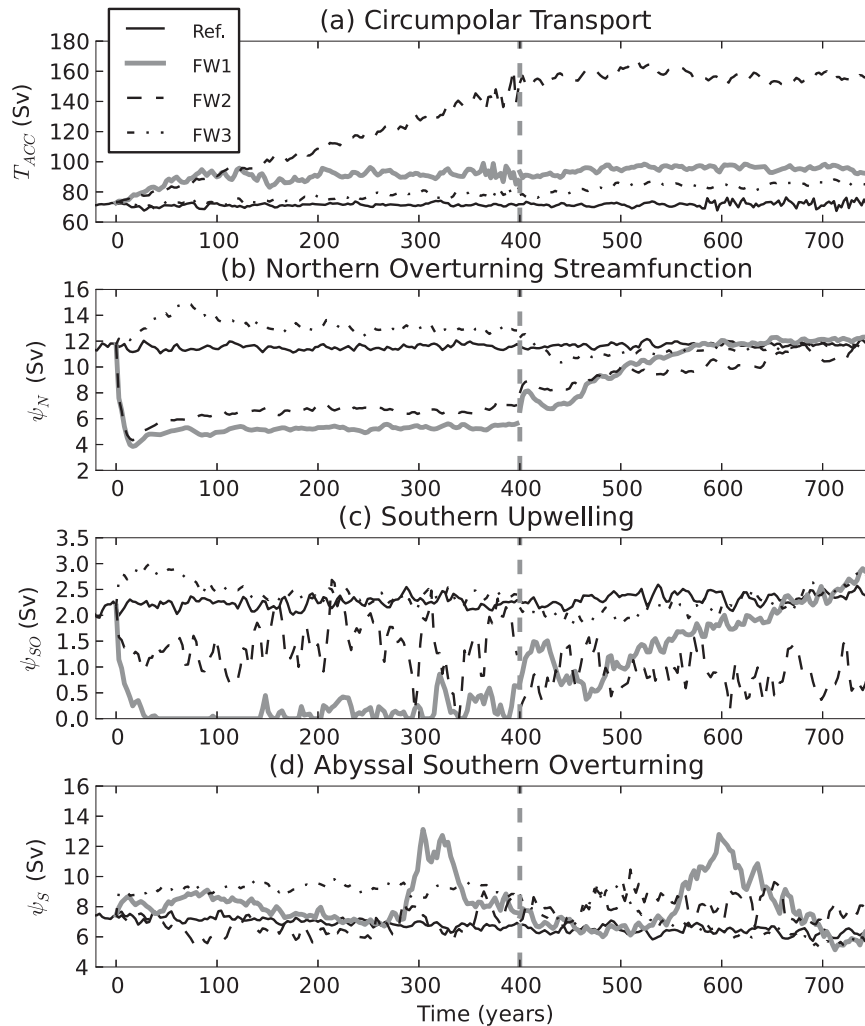 (a) Circumpolar Transport
Ref.
FW1
FW2
FW3
T_ACC (Sv)
180
160
140
120
100
80
60
0 100 200 300 400 500 600 700
(b) Northern Overturning Streamfunction
ψ_N (Sv)
16
14
12
10
8
6
4
2
0 100 200 300 400 500 600 700
(c) Southern Upwelling
ψ_SO (Sv)
3.5
3.0
2.5
2.0
1.5
1.0
0.5
0.0
0 100 200 300 400 500 600 700
(d) Abyssal Southern Overturning
ψ_S (Sv)
16
14
12
10
8
6
4
0 100 200 300 400 500 600 700
Time (years)